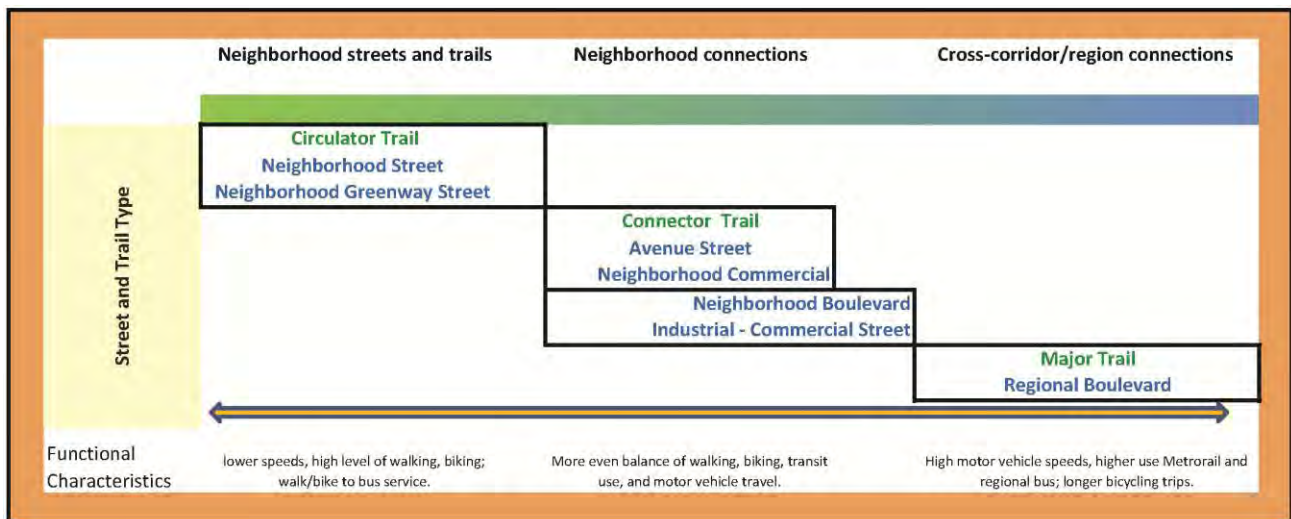 Neighborhood streets and trails
Neighborhood connections
Cross-corridor/region connections
Street and Trail Type
Circulator Trail
Neighborhood Street
Neighborhood Greenway Street
Connector Trail
Avenue Street
Neighborhood Commercial
Neighborhood Boulevard
Industrial - Commercial Street
Major Trail
Regional Boulevard
Functional
Characteristics
lower speeds, high level of walking, biking;
walk/bike to bus service.
More even balance of walking, biking, transit
use, and motor vehicle travel.
High motor vehicle speeds, higher use Metrorail and
regional bus; longer bicycling trips.